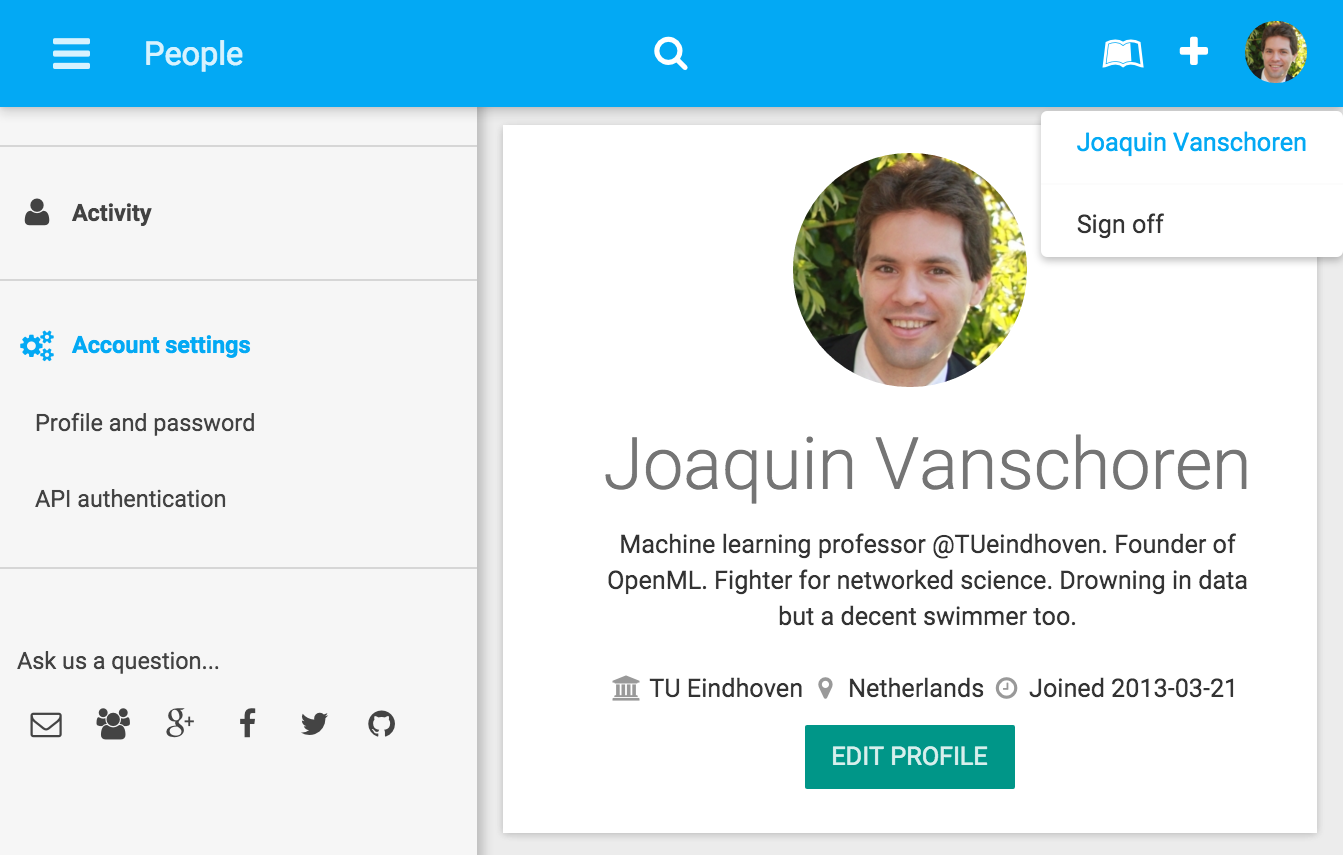 People
Joaquin Vanschoren
Sign off
Activity
Account settings
Profile and password
API authentication
Ask us a question...
Joaquin Vanschoren
Machine learning professor @TUeindhoven. Founder of
OpenML. Fighter for networked science. Drowning in data
but a decent swimmer too.
TU Eindhoven Netherlands Joined 2013-03-21
EDIT PROFILE